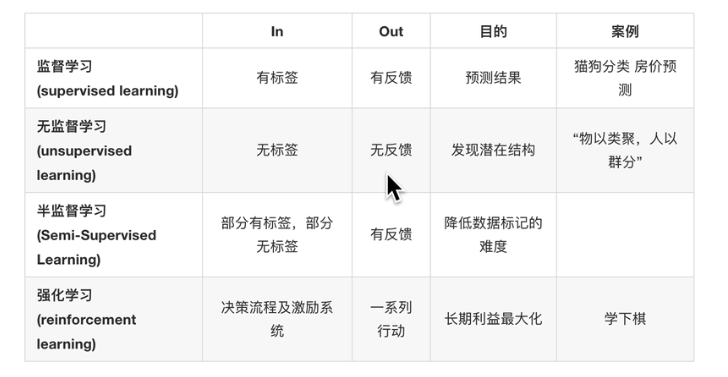 In Out 目的 案例
监督学习
(supervised learning)
有标签
有反馈
预测结果
猫狗分类 房价预
测
无监督学习
(unsupervised
learning)
无标签
无反馈
发现潜在结构
“物以类聚，人以
群分”
半监督学习
(Semi-Supervised
Learning)
部分有标签，部分
无标签
有反馈
降低数据标记的
难度
强化学习
(reinforcement
learning)
决策流程及激励系
统
一系列
行动
长期利益最大化
学下棋